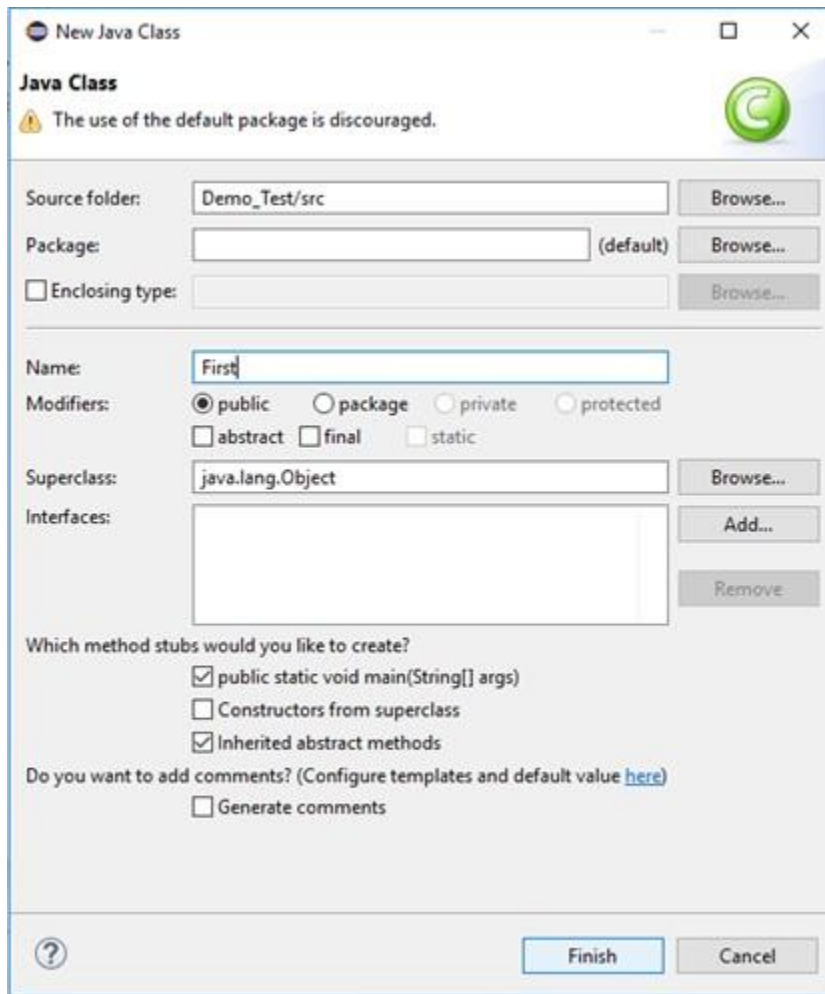 New Java Class
Java Class
The use of the default package is discouraged.
Source folder: Demo_Test/src Browse...
Package: (default) Browse...
Enclosing type: Browse...
Name: First
Modifiers: public package private protected
abstract final static
Superclass: java.lang.Object Browse...
Interfaces: Add...
Remove
Which method stubs would you like to create?
public static void main(String[] args)
Constructors from superclass
Inherited abstract methods
Do you want to add comments? (Configure templates and default value here)
Generate comments
? Finish Cancel